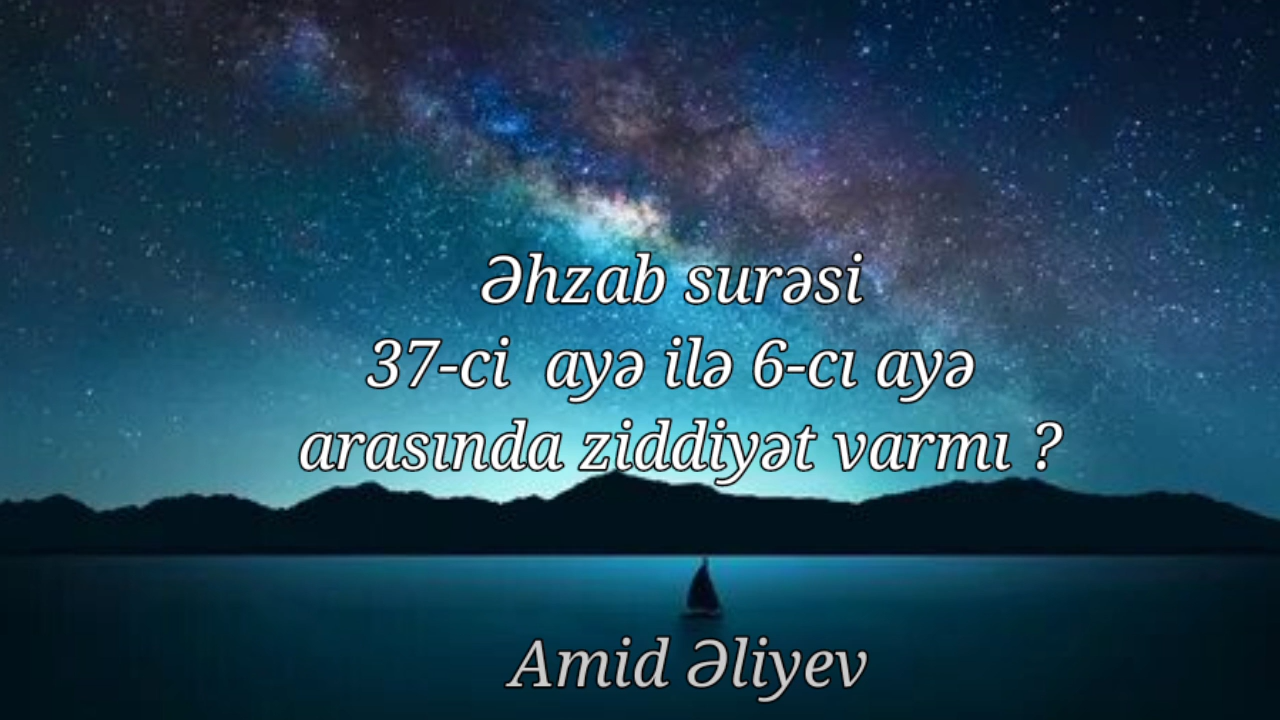 Əhzab surəsi
37-ci ayə ilə 6-cı ayə
arasında ziddiyət varmı ?
Amid Əliyev